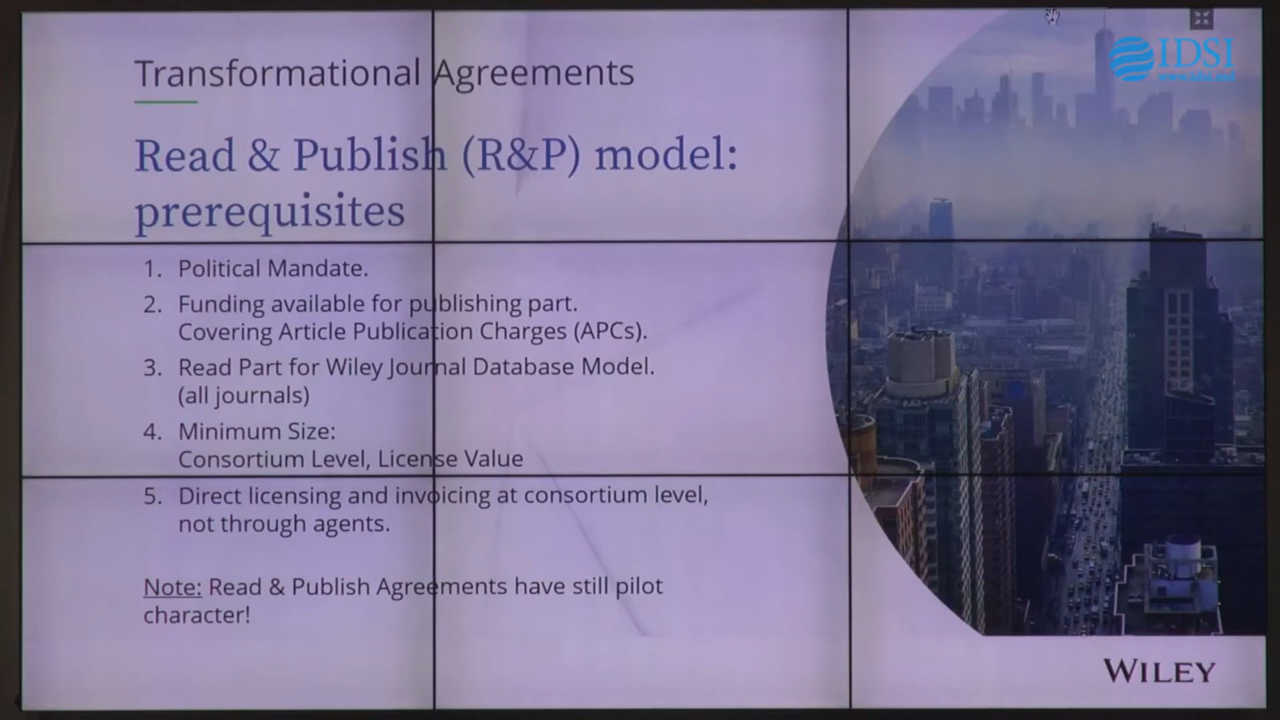 Transformational Agreements
IDSI
www.idsi.md
Read & Publish (R&P) model:
prerequisites
1. Political Mandate.
2. Funding available for publishing part.
Covering Article Publication Charges (APCs).
3. Read Part for Wiley Journal Database Model.
(all journals)
4. Minimum Size:
Consortium Level, License Value
5. Direct licensing and invoicing at consortium level,
not through agents.
Note: Read & Publish Agreements have still pilot
character!
WILEY